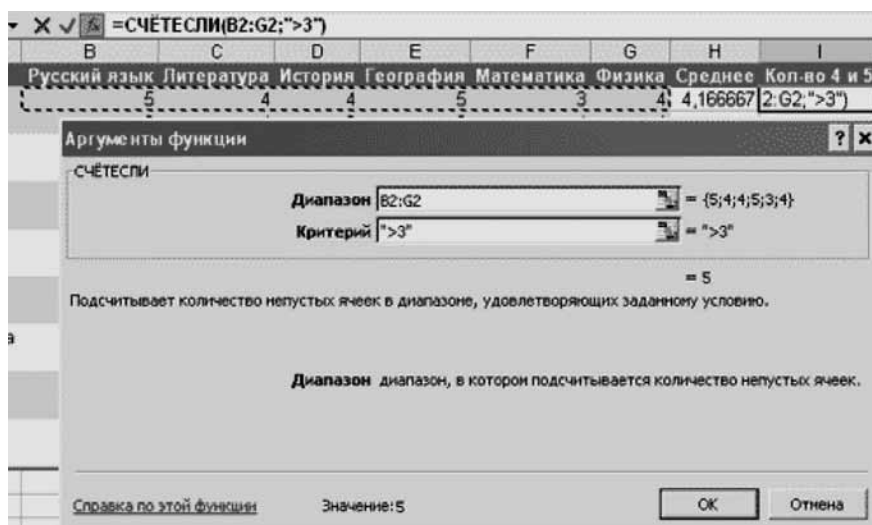 =СЧЁТЕСЛИ(B2:G2;">3")
B C D E F G H I
Русский язык Литература История География Математика Физика Среднее Кол-во 4 и 5
5 4 4 5 3 4 4,166667 2:G2;">3")
Аргументы функции
СЧЁТЕСЛИ
Диапазон B2:G2 = {5;4;4;5;3;4}
Критерий ">3" = ">3"
= 5
Подсчитывает количество непустых ячеек в диапазоне, удовлетворяющих заданному условию.
а
Диапазон диапазон, в котором подсчитывается количество непустых ячеек.
Справка по этой функции Значение:5 ОК Отмена